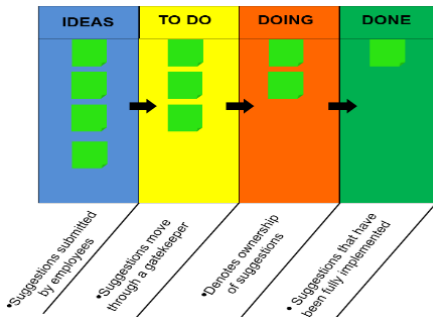 IDEAS
TO DO
DOING
DONE
•Suggestions submitted
by employees
•Suggestions move
through a gatekeeper
•Denotes ownership
of suggestions
• Suggestions that have
been fully implemented